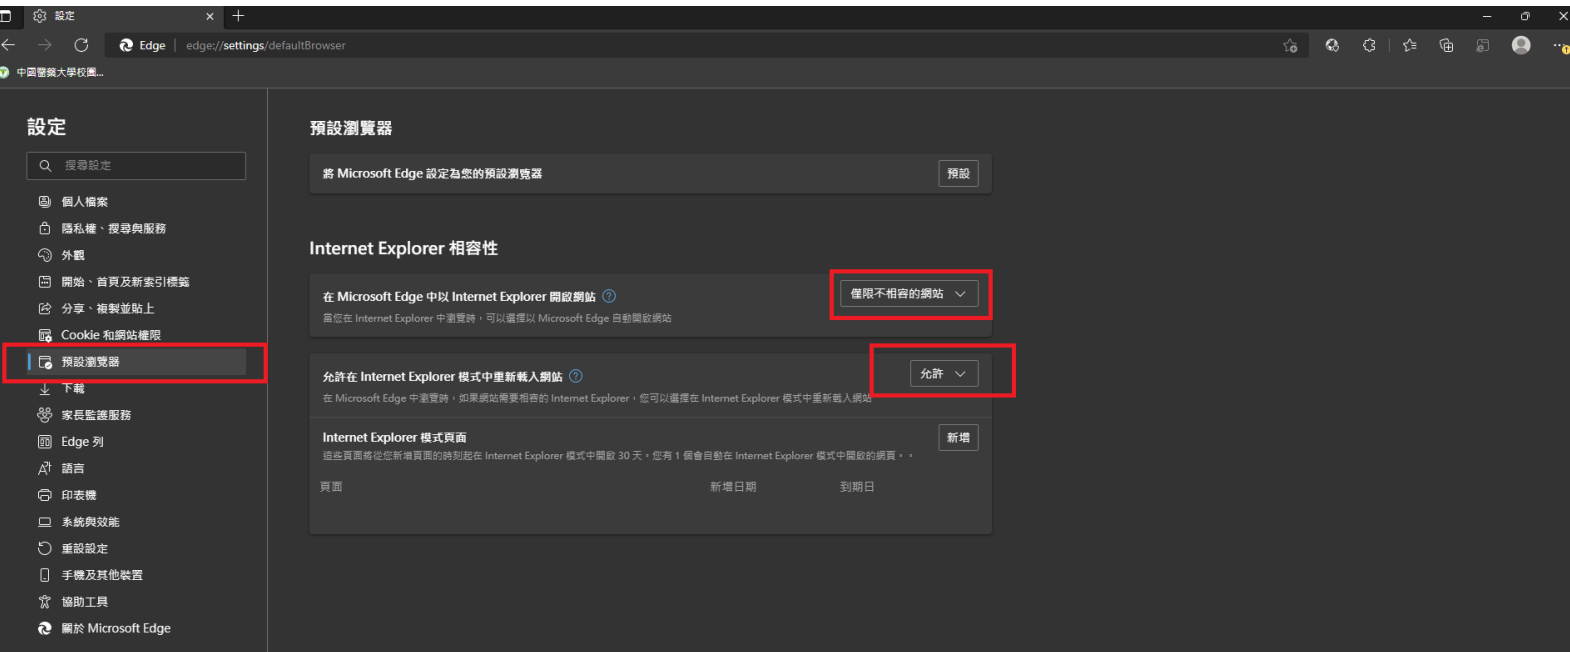 設定
Edge | edge://settings/defaultBrowser
中國醫藥大學校園...
設定
搜尋設定
個人檔案
隱私權、搜尋與服務
外觀
開始、首頁及新索引標籤
分享、複製並貼上
Cookie 和網站權限
預設瀏覽器
下載
家長監護服務
Edge 列
語言
印表機
系統與效能
重設設定
手機及其他裝置
協助工具
關於 Microsoft Edge
預設瀏覽器
將 Microsoft Edge 設定為您的預設瀏覽器
預設
Internet Explorer 相容性
在 Microsoft Edge 中以 Internet Explorer 開啟網站
僅限不相容的網站
當您在 Internet Explorer 中瀏覽時，可以選擇以 Microsoft Edge 自動開啟網站
允許在 Internet Explorer 模式中重新載入網站
允許
在 Microsoft Edge 中瀏覽時，如果網站需要相容的 Internet Explorer，您可以選擇在 Internet Explorer 模式中重新載入網站
Internet Explorer 模式頁面
新增
這些頁面將從您新增頁面的時刻起在 Internet Explorer 模式中開啟 30 天。您有 1 個會自動在 Internet Explorer 模式中開啟的網頁。。
頁面 新增日期 到期日